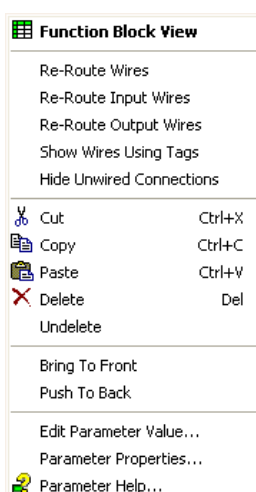 Function Block View
Re-Route Wires
Re-Route Input Wires
Re-Route Output Wires
Show Wires Using Tags
Hide Unwired Connections
Cut Ctrl+X
Copy Ctrl+C
Paste Ctrl+V
Delete Del
Undelete
Bring To Front
Push To Back
Edit Parameter Value...
Parameter Properties...
Parameter Help...